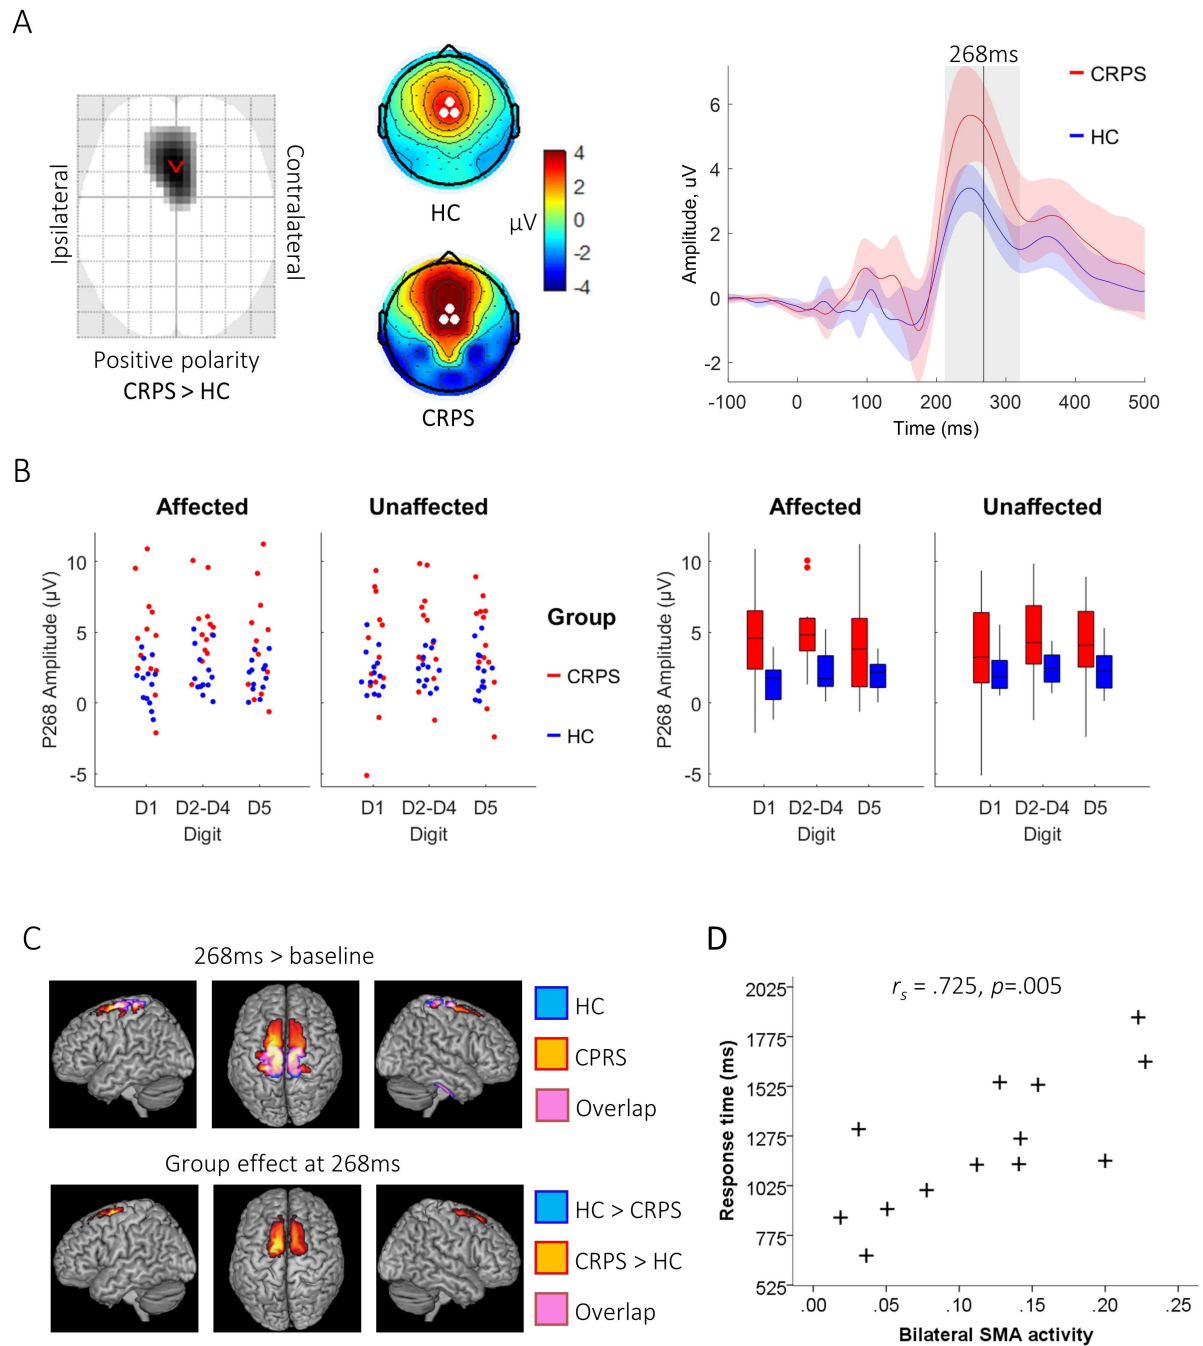 A
Ipsilateral
Contralateral
Positive polarity
CRPS > HC
HC
CRPS
µV
4
2
0
-2
-4
268ms
CRPS
HC
Amplitude, uV
6
4
2
0
-2
-100 0 100 200 300 400 500
Time (ms)
B
Affected
Unaffected
P268 Amplitude (µV)
10
5
0
-5
D1 D2-D4 D5
Digit
D1 D2-D4 D5
Digit
Group
CRPS
HC
Affected
Unaffected
P268 Amplitude (µV)
10
5
0
-5
D1 D2-D4 D5
Digit
D1 D2-D4 D5
Digit
C
268ms > baseline
HC
CPRS
Overlap
Group effect at 268ms
HC > CRPS
CRPS > HC
Overlap
D
rs = .725, p=.005
Response time (ms)
2025
1775
1525
1275
1025
775
525
.00 .05 .10 .15 .20 .25
Bilateral SMA activity